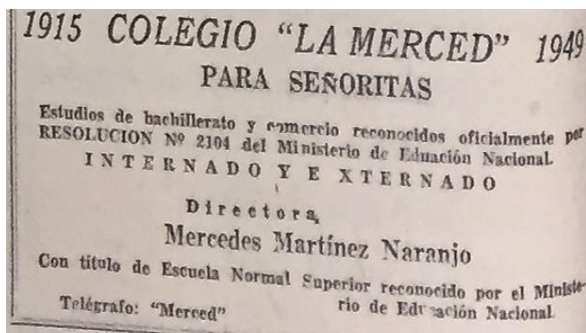 1915 COLEGIO “LA MERCED” 1949
PARA SEÑORITAS
Estudios de bachillerato y comercio reconocidos oficialmente por
RESOLUCION Nº 2104 del Ministerio de Eduación Nacional.
INTERNADO Y EXTERNADO
Directora,
Mercedes Martínez Naranjo
Con titulo de Escuela Normal Superior reconocido por el Ministe-
rio de Educación Nacional
Telégrafo: “Merced”